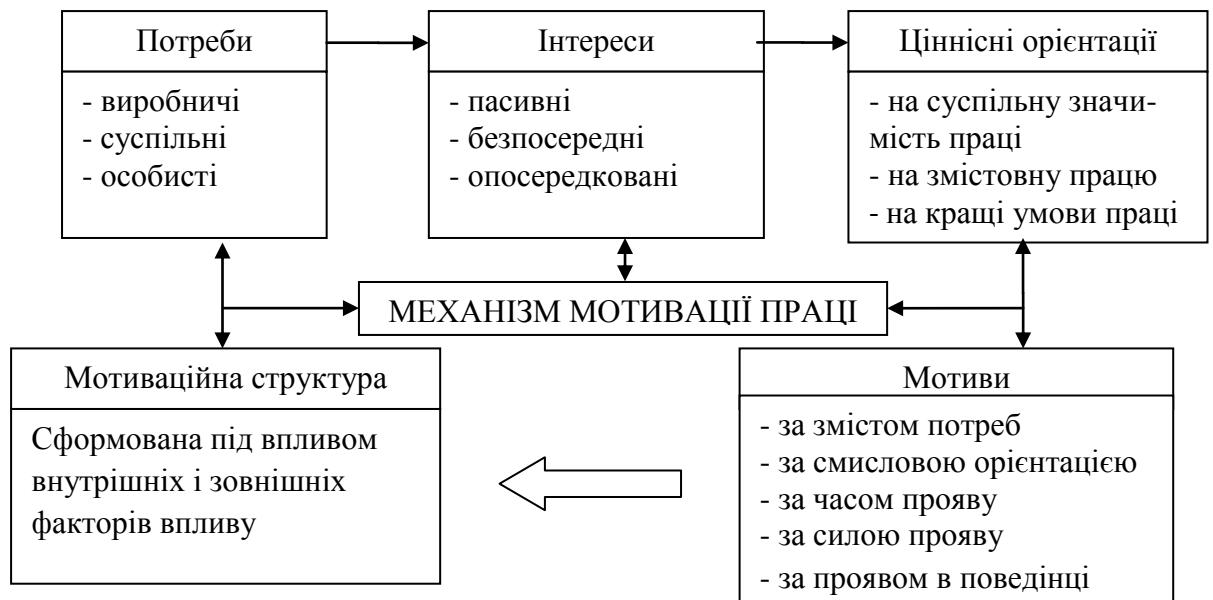 Потреби
- виробничі
- суспільні
- особисті
Інтереси
- пасивні
- безпосередні
- опосередковані
Ціннісні орієнтації
- на суспільну значи-
мість праці
- на змістовну працю
- на кращі умови праці
МЕХАНІЗМ МОТИВАЦІЇ ПРАЦІ
Мотиваційна структура
Сформована під впливом
внутрішніх і зовнішніх
факторів впливу
Мотиви
- за змістом потреб
- за смисловою орієнтацією
- за часом прояву
- за силою прояву
- за проявом в поведінці